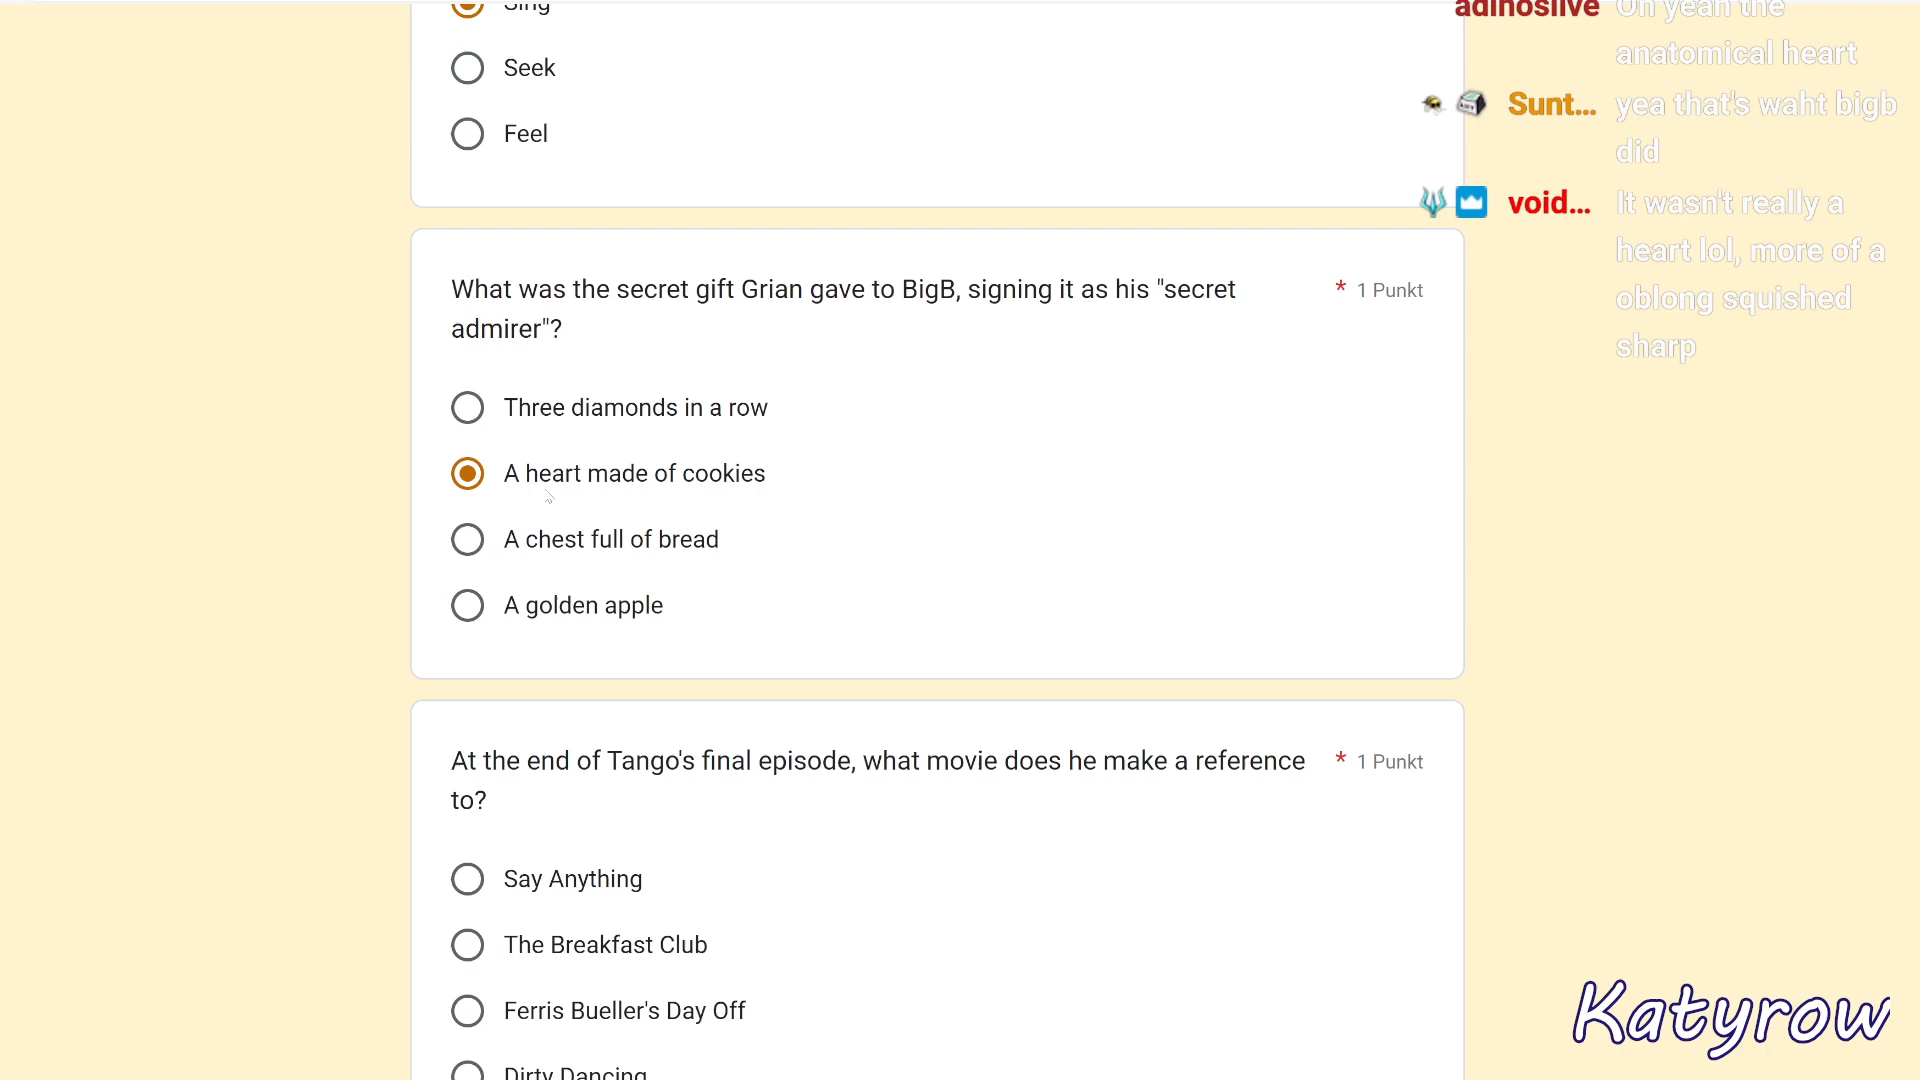 Sing
Seek
Feel
What was the secret gift Grian gave to BigB, signing it as his "secret
admirer"?
* 1 Punkt
Three diamonds in a row
A heart made of cookies
A chest full of bread
A golden apple
At the end of Tango's final episode, what movie does he make a reference
to?
* 1 Punkt
Say Anything
The Breakfast Club
Ferris Bueller's Day Off
Dirty Dancing
adinoslive Oh yeah the
anatomical heart
Sunt... yea that's waht bigb
did
void... It wasn't really a
heart lol, more of a
oblong squished
sharp
Katyrow